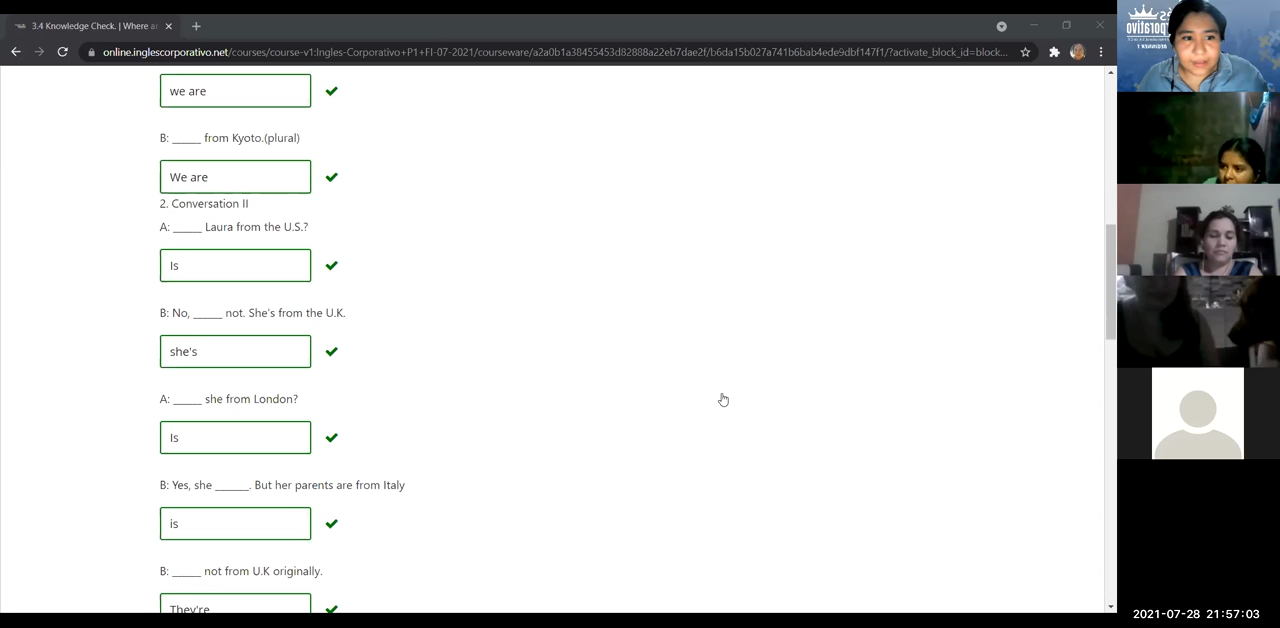 3.4 Knowledge Check. | Where a
online.inglescorporativo.net/courses/course-v1:Ingles-Corporativo+P1+FI-07-2021/courseware/a2a0b1a38455453d82888a22eb7dae2f/b6da15b027a741b6bab4ede9dbf147f1/?activate_block_id=block...
we are
B: _____ from Kyoto.(plural)
We are
2. Conversation II
A: _____ Laura from the U.S.?
Is
B: No, _____ not. She's from the U.K.
she's
A: _____ she from London?
Is
B: Yes, she ______. But her parents are from Italy
is
B: _____ not from U.K originally.
They're
2021-07-28 21:57:03